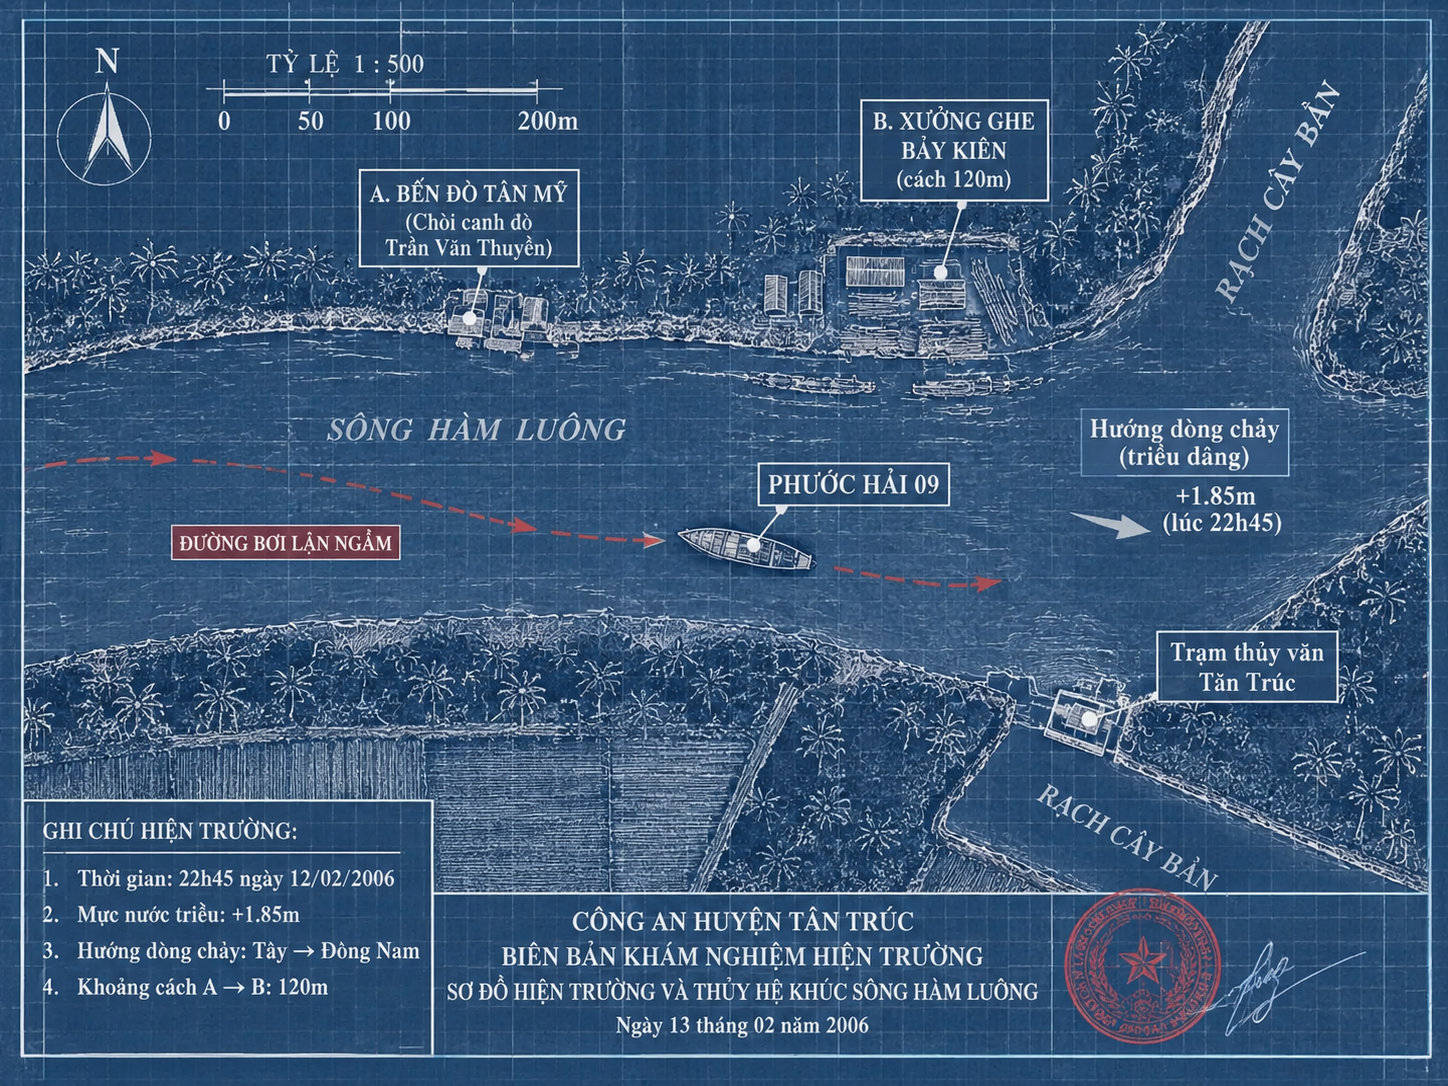 N
TỶ LỆ 1 : 500
0 50 100 200m
A. BẾN ĐÒ TÂN MỸ
(Chòi canh đò
Trần Văn Thuyền)
B. XƯỞNG GHE
BẢY KIÊN
(cách 120m)
RẠCH CÂY BẦN
SÔNG HÀM LUÔNG
Hướng dòng chảy
(triều dâng)
+1.85m
(lúc 22h45)
PHƯỚC HẢI 09
ĐƯỜNG BƠI LẬN NGẦM
Trạm thủy văn
Tăn Trúc
RẠCH CÂY BẢN
GHI CHÚ HIỆN TRƯỜNG:
1. Thời gian: 22h45 ngày 12/02/2006
2. Mực nước triều: +1.85m
3. Hướng dòng chảy: Tây → Đông Nam
4. Khoảng cách A → B: 120m
CÔNG AN HUYỆN TÂN TRÚC
BIÊN BẢN KHÁM NGHIỆM HIỆN TRƯỜNG
SƠ ĐỒ HIỆN TRƯỜNG VÀ THỦY HỆ KHÚC SÔNG HÀM LUÔNG
Ngày 13 tháng 02 năm 2006